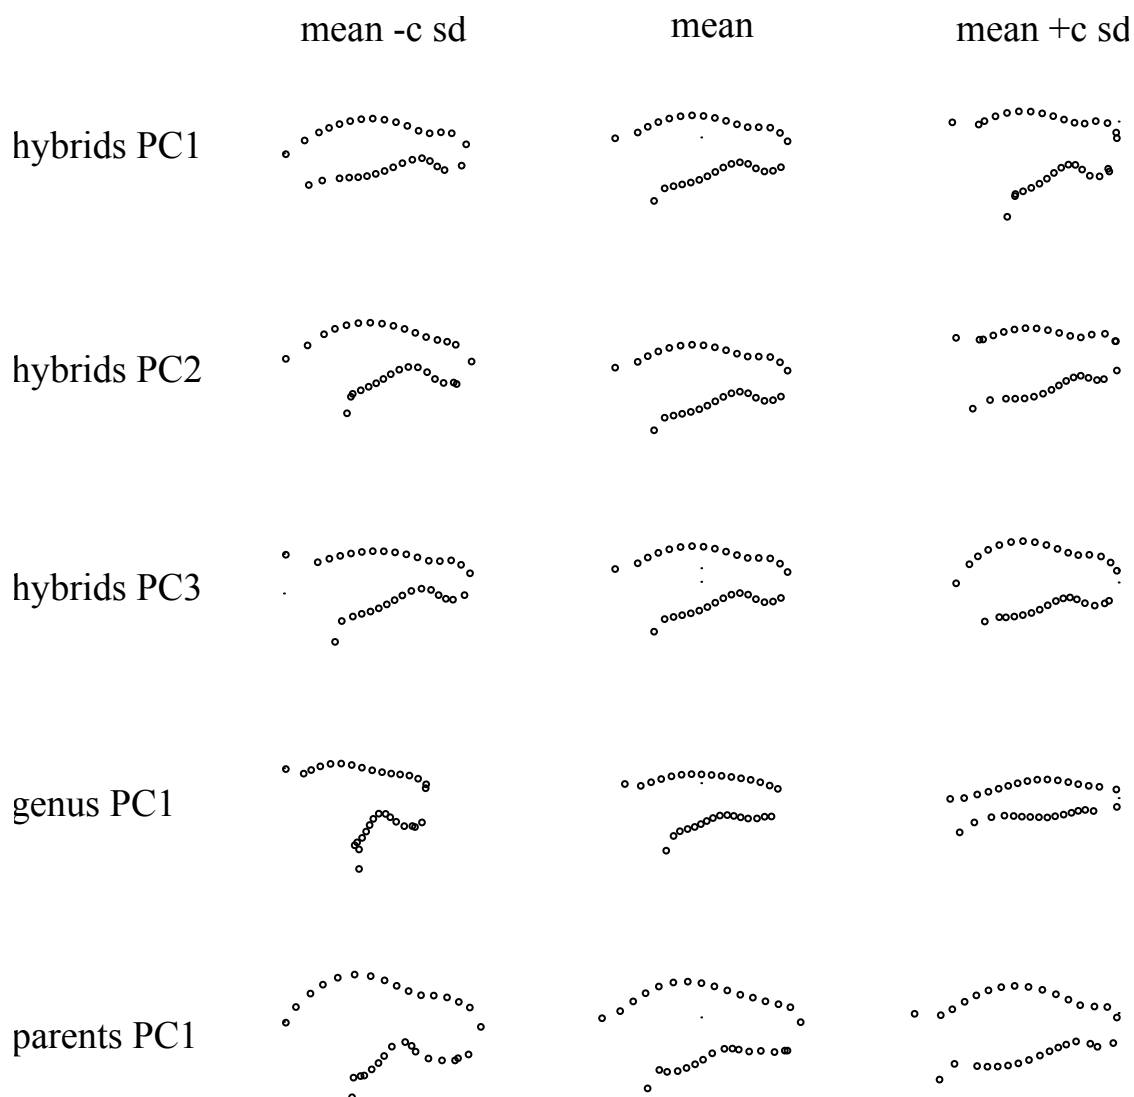 mean -c sd mean mean +c sd
hybrids PC1
hybrids PC2
hybrids PC3
genus PC1
parents PC1